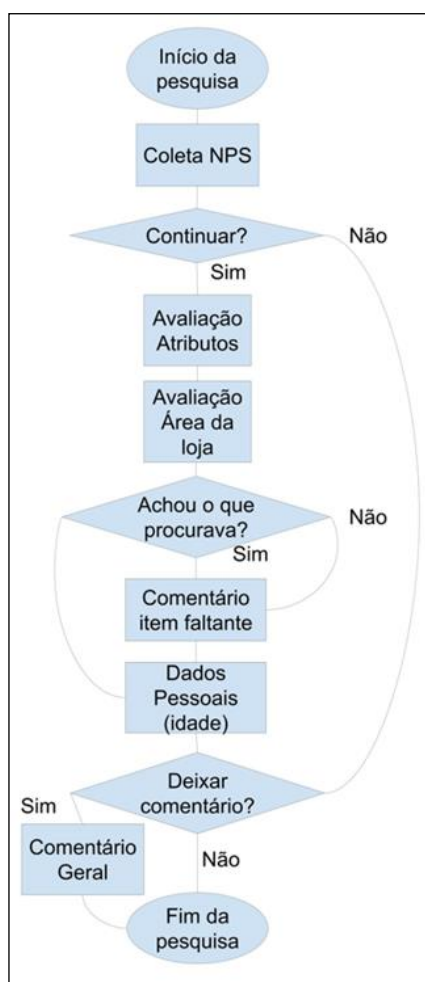 Início da
pesquisa
Coleta NPS
Continuar?
Não
Sim
Avaliação
Atributos
Avaliação
Área da
loja
Achou o que
procurava?
Não
Sim
Comentário
item faltante
Dados
Pessoais
(idade)
Deixar
comentário?
Sim
Comentário
Geral
Não
Fim da
pesquisa